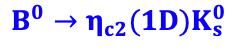 B⁰ → η_c2(1D)K_s⁰